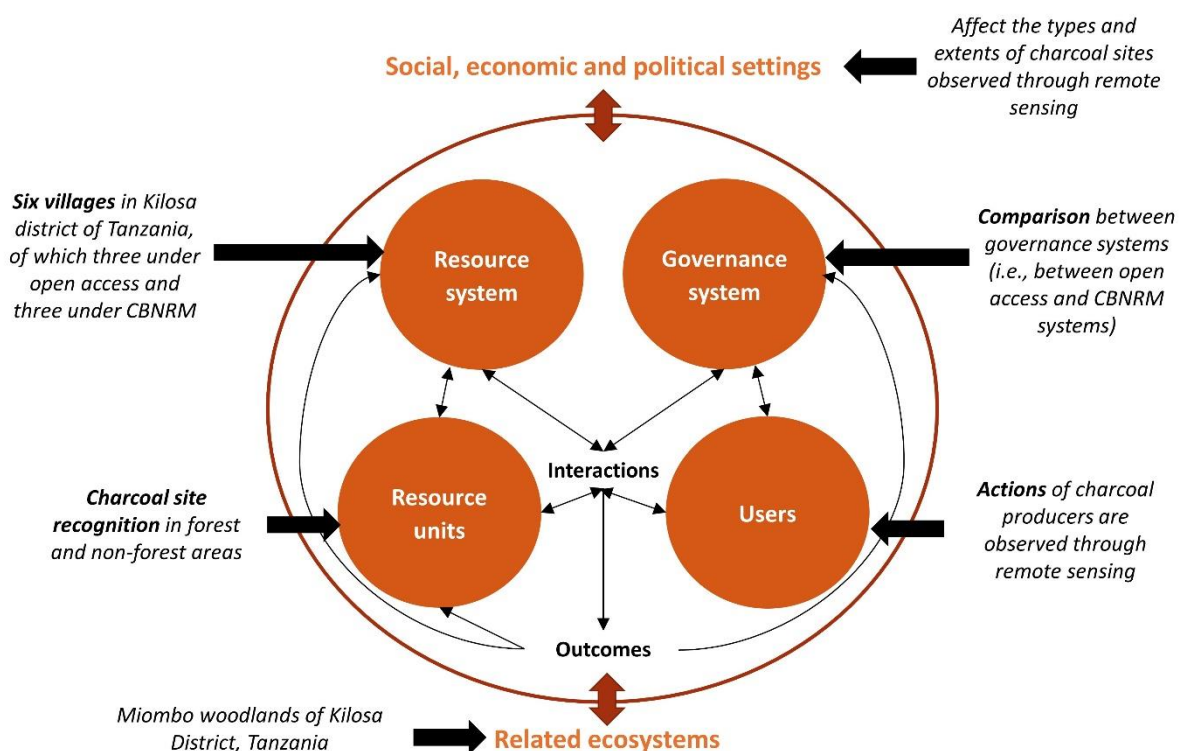 Affect the types and
extents of charcoal sites
observed through remote
sensing
Social, economic and political settings
Six villages in Kilosa
district of Tanzania,
of which three under
open access and
three under CBNRM
Resource
system
Governance
system
Comparison between
governance systems
(i.e., between open
access and CBNRM
systems)
Interactions
Charcoal site
recognition in forest
and non-forest areas
Resource
units
Users
Actions of charcoal
producers are
observed through
remote sensing
Outcomes
Miombo woodlands of Kilosa
District, Tanzania
Related ecosystems